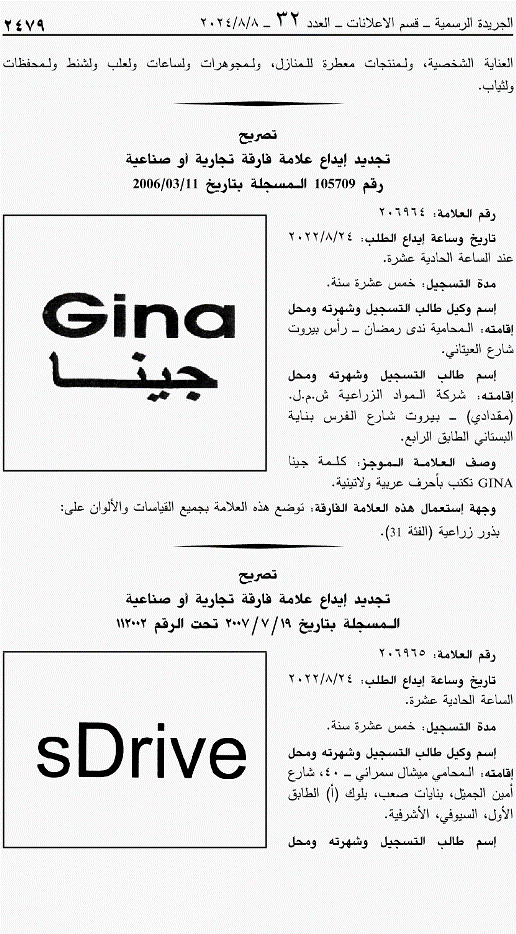 الجريدة الرسمية ــ قسم الاعلانات ــ العدد ٣٢ ــ ٢٠٢٤/٨/٨
٢٤٧٩
العناية الشخصية، ولمنتجات معطرة للمنازل، ولمجوهرات ولساعات ولعلب ولشنط ولمحفظات
ولثياب.
تصريح
تجديد إيداع علامة فارقة تجارية أو صناعية
رقم 105709 المسجلة بتاريخ 2006/03/11
رقم العلامة: ٢٠٦٩٦٤
تاريخ وساعة إيداع الطلب: ٢٠٢٢/٨/٢٤
عند الساعة الحادية عشرة.
مدة التسجيل: خمس عشرة سنة.
إسم وكيل طالب التسجيل وشهرته ومحل
إقامته: المحامية ندى رمضان ــ رأس بيروت
شارع العيتاني.
إسم طالب التسجيل وشهرته ومحل
إقامته: شركة المواد الزراعية ش.م.ل.
(مقدادي) ــ بيروت شارع الفرس بناية
البستاني الطابق الرابع.
وصف العلامة الموجز: كلمة جينا
GINA تكتب بأحرف عربية ولاتينية.
Gina
جينا
وجهة إستعمال هذه العلامة الفارقة: توضع هذه العلامة بجميع القياسات والألوان على:
بذور زراعية (الفئة 31).
تصريح
تجديد إيداع علامة فارقة تجارية أو صناعية
المسجلة بتاريخ ٢٠٠٧/٧/١٩ تحت الرقم ١١٢٠٠٢
رقم العلامة: ٢٠٦٩٦٥
تاريخ وساعة إيداع الطلب: ٢٠٢٢/٨/٢٤
الساعة الحادية عشرة.
مدة التسجيل: خمس عشرة سنة.
إسم وكيل طالب التسجيل وشهرته ومحل
إقامته: المحامي ميشال سمراني ــ ٤٠، شارع
أمين الجميّل، بنايات صعب، بلوك (أ) الطابق
الأول، السيوفي، الأشرفية.
إسم طالب التسجيل وشهرته ومحل
sDrive